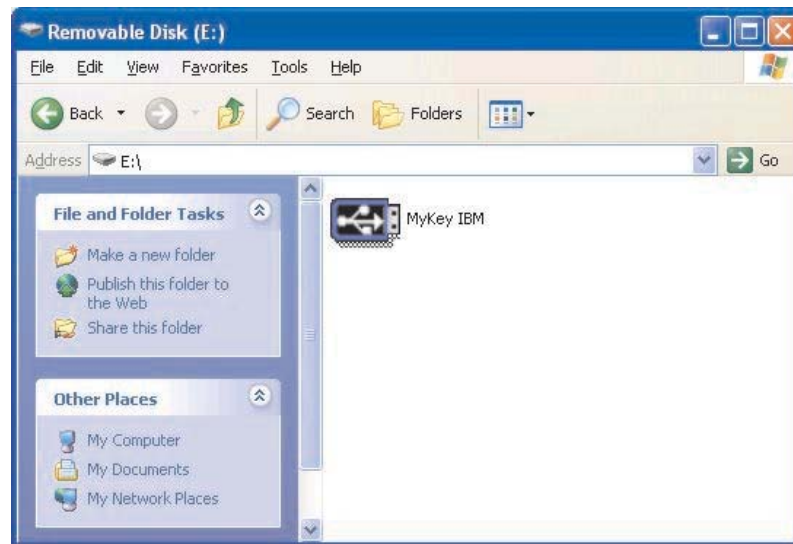 Removable Disk (E:)
File Edit View Favorites Tools Help
Back Search Folders
Address E:\ Go
File and Folder Tasks
Make a new folder
Publish this folder to
the Web
Share this folder
Other Places
My Computer
My Documents
My Network Places
MyKey IBM